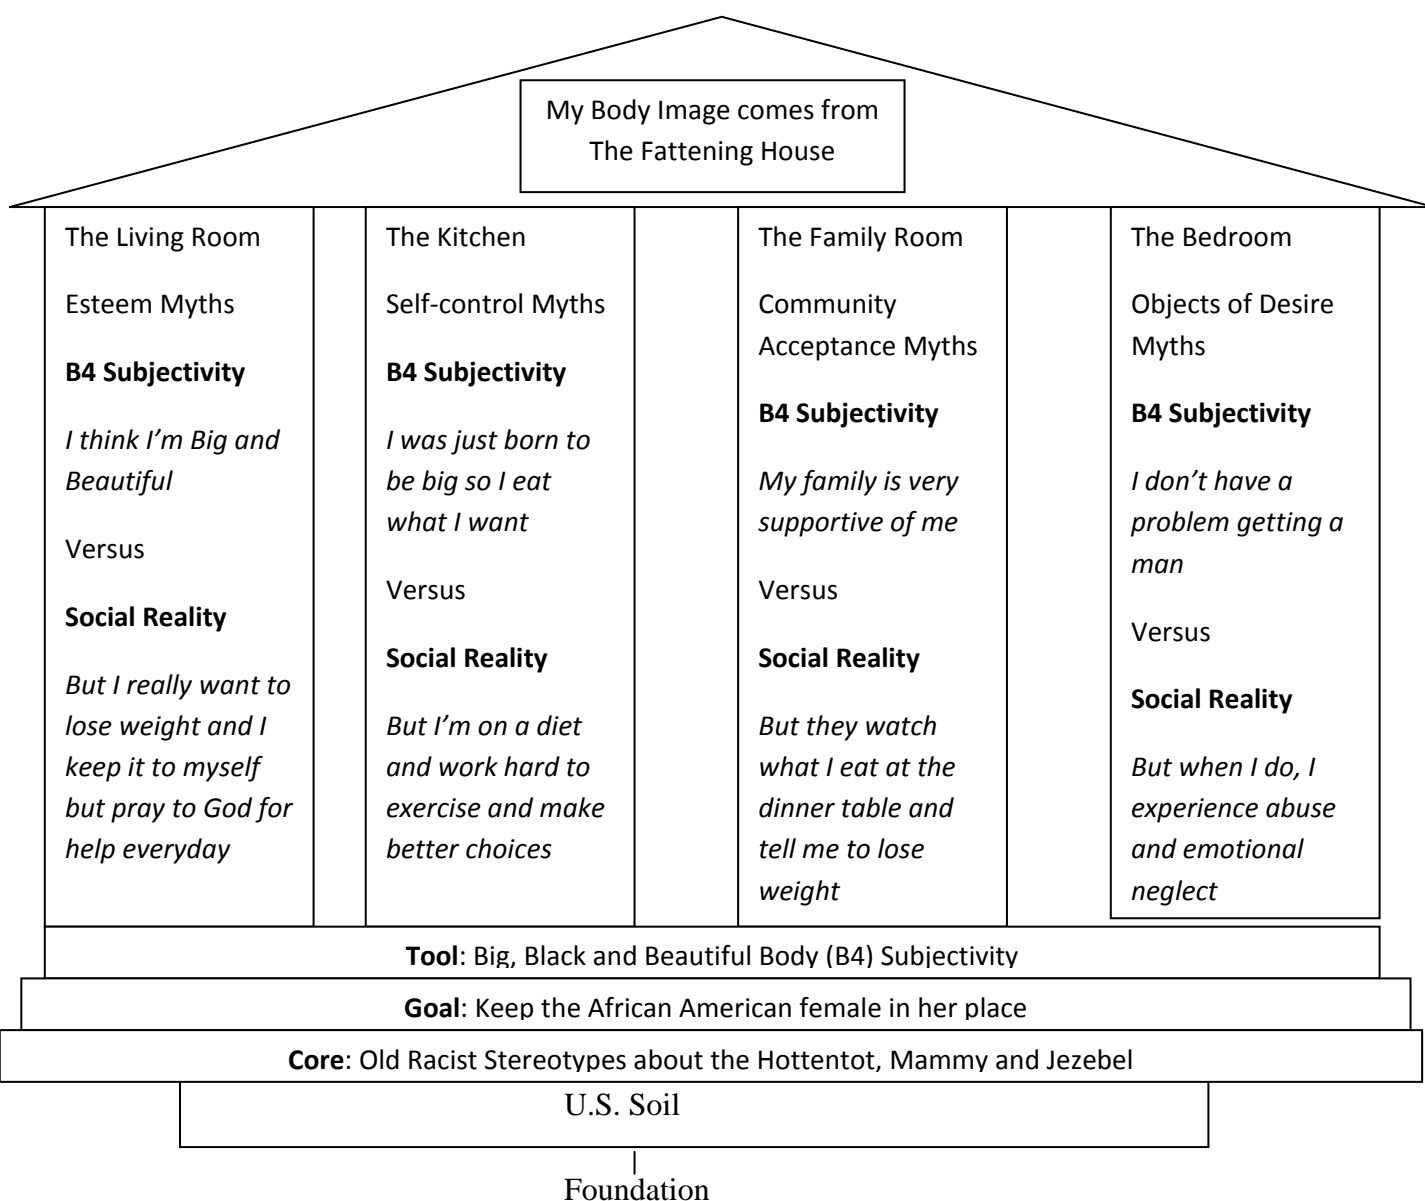 My Body Image comes from
The Fattening House
The Living Room
Esteem Myths
B4 Subjectivity
I think I’m Big and
Beautiful
Versus
Social Reality
But I really want to
lose weight and I
keep it to myself
but pray to God for
help everyday
The Kitchen
Self-control Myths
B4 Subjectivity
I was just born to
be big so I eat
what I want
Versus
Social Reality
But I’m on a diet
and work hard to
exercise and make
better choices
The Family Room
Community
Acceptance Myths
B4 Subjectivity
My family is very
supportive of me
Versus
Social Reality
But they watch
what I eat at the
dinner table and
tell me to lose
weight
The Bedroom
Objects of Desire
Myths
B4 Subjectivity
I don’t have a
problem getting a
man
Versus
Social Reality
But when I do, I
experience abuse
and emotional
neglect
Tool: Big, Black and Beautiful Body (B4) Subjectivity
Goal: Keep the African American female in her place
Core: Old Racist Stereotypes about the Hottentot, Mammy and Jezebel
U.S. Soil
Foundation